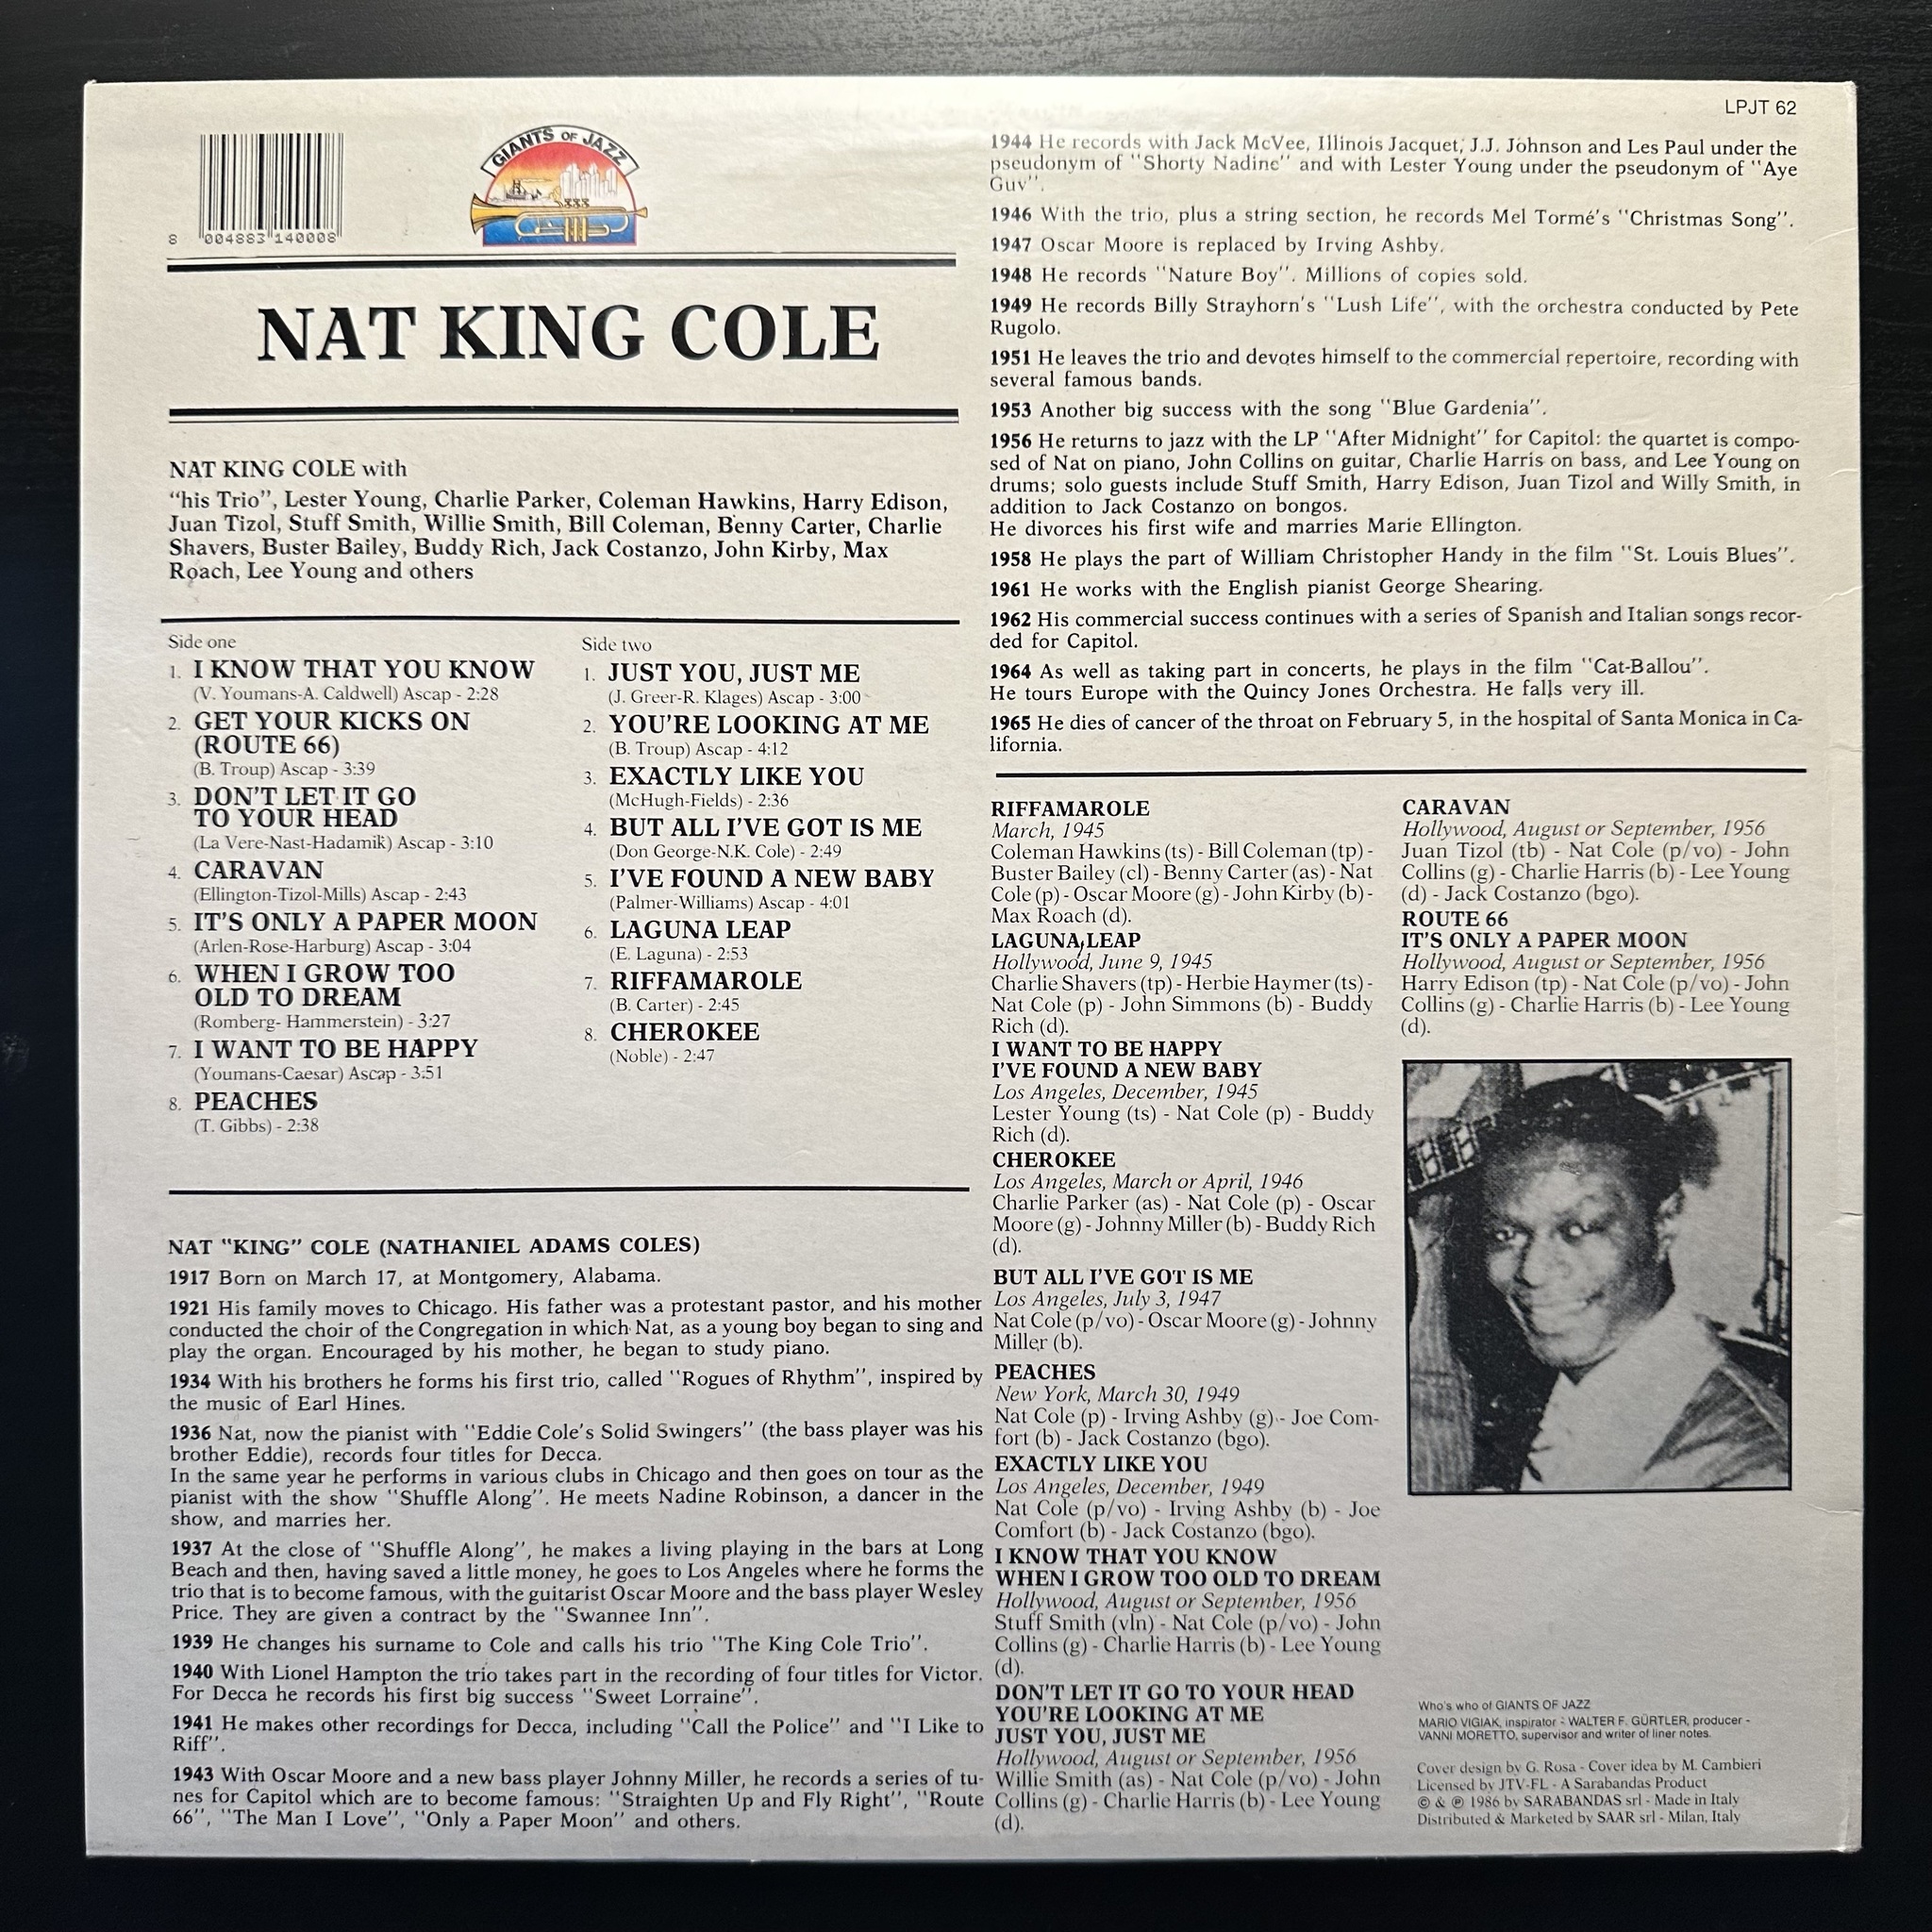 LPJT 62
GIANTS OF JAZZ
8 004883 140008
NAT KING COLE
NAT KING COLE with
“his Trio”, Lester Young, Charlie Parker, Coleman Hawkins, Harry Edison,
Juan Tizol, Stuff Smith, Willie Smith, Bill Coleman, Benny Carter, Charlie
Shavers, Buster Bailey, Buddy Rich, Jack Costanzo, John Kirby, Max
Roach, Lee Young and others
Side one
1. I KNOW THAT YOU KNOW
(V. Youmans-A. Caldwell) Ascap - 2:28
2. GET YOUR KICKS ON
(ROUTE 66)
(B. Troup) Ascap - 3:39
3. DON'T LET IT GO
TO YOUR HEAD
(La Vere-Nast-Hadamik) Ascap - 3:10
4. CARAVAN
(Ellington-Tizol-Mills) Ascap - 2:43
5. IT'S ONLY A PAPER MOON
(Arlen-Rose-Harburg) Ascap - 3:04
6. WHEN I GROW TOO
OLD TO DREAM
(Romberg- Hammerstein) - 3:27
7. I WANT TO BE HAPPY
(Youmans-Caesar) Ascap - 3:51
8. PEACHES
(T. Gibbs) - 2:38
Side two
1. JUST YOU, JUST ME
(J. Greer-R. Klages) Ascap - 3:00
2. YOU'RE LOOKING AT ME
(B. Troup) Ascap - 4:12
3. EXACTLY LIKE YOU
(McHugh-Fields) - 2:36
4. BUT ALL I'VE GOT IS ME
(Don George-N.K. Cole) - 2:49
5. I'VE FOUND A NEW BABY
(Palmer-Williams) Ascap - 4:01
6. LAGUNA LEAP
(E. Laguna) - 2:53
7. RIFFAMAROLE
(B. Carter) - 2:45
8. CHEROKEE
(Noble) - 2:47
NAT “KING” COLE (NATHANIEL ADAMS COLES)
1917 Born on March 17, at Montgomery, Alabama.
1921 His family moves to Chicago. His father was a protestant pastor, and his mother
conducted the choir of the Congregation in which Nat, as a young boy began to sing and
play the organ. Encouraged by his mother, he began to study piano.
1934 With his brothers he forms his first trio, called ''Rogues of Rhythm'', inspired by
the music of Earl Hines.
1936 Nat, now the pianist with ''Eddie Cole's Solid Swingers'' (the bass player was his
brother Eddie), records four titles for Decca.
In the same year he performs in various clubs in Chicago and then goes on tour as the
pianist with the show ''Shuffle Along''. He meets Nadine Robinson, a dancer in the
show, and marries her.
1937 At the close of ''Shuffle Along'', he makes a living playing in the bars at Long
Beach and then, having saved a little money, he goes to Los Angeles where he forms the
trio that is to become famous, with the guitarist Oscar Moore and the bass player Wesley
Price. They are given a contract by the ''Swannee Inn''.
1939 He changes his surname to Cole and calls his trio ''The King Cole Trio''.
1940 With Lionel Hampton the trio takes part in the recording of four titles for Victor.
For Decca he records his first big success ''Sweet Lorraine''.
1941 He makes other recordings for Decca, including ''Call the Police'' and ''I Like to
Riff''.
1943 With Oscar Moore and a new bass player Johnny Miller, he records a series of tu-
nes for Capitol which are to become famous: ''Straighten Up and Fly Right'', ''Route
66'', ''The Man I Love'', ''Only a Paper Moon'' and others.
1944 He records with Jack McVee, Illinois Jacquet, J.J. Johnson and Les Paul under the
pseudonym of ''Shorty Nadine'' and with Lester Young under the pseudonym of ''Aye
Guv''.
1946 With the trio, plus a string section, he records Mel Tormé's ''Christmas Song''.
1947 Oscar Moore is replaced by Irving Ashby.
1948 He records ''Nature Boy''. Millions of copies sold.
1949 He records Billy Strayhorn's ''Lush Life'', with the orchestra conducted by Pete
Rugolo.
1951 He leaves the trio and devotes himself to the commercial repertoire, recording with
several famous bands.
1953 Another big success with the song ''Blue Gardenia''.
1956 He returns to jazz with the LP ''After Midnight'' for Capitol: the quartet is compo-
sed of Nat on piano, John Collins on guitar, Charlie Harris on bass, and Lee Young on
drums; solo guests include Stuff Smith, Harry Edison, Juan Tizol and Willy Smith, in
addition to Jack Costanzo on bongos.
He divorces his first wife and marries Marie Ellington.
1958 He plays the part of William Christopher Handy in the film ''St. Louis Blues''.
1961 He works with the English pianist George Shearing.
1962 His commercial success continues with a series of Spanish and Italian songs recor-
ded for Capitol.
1964 As well as taking part in concerts, he plays in the film ''Cat-Ballou''.
He tours Europe with the Quincy Jones Orchestra. He falls very ill.
1965 He dies of cancer of the throat on February 5, in the hospital of Santa Monica in Ca-
lifornia.
RIFFAMAROLE
March, 1945
Coleman Hawkins (ts) - Bill Coleman (tp) -
Buster Bailey (cl) - Benny Carter (as) - Nat
Cole (p) - Oscar Moore (g) - John Kirby (b) -
Max Roach (d).
LAGUNA LEAP
Hollywood, June 9, 1945
Charlie Shavers (tp) - Herbie Haymer (ts) -
Nat Cole (p) - John Simmons (b) - Buddy
Rich (d).
I WANT TO BE HAPPY
I'VE FOUND A NEW BABY
Los Angeles, December, 1945
Lester Young (ts) - Nat Cole (p) - Buddy
Rich (d).
CHEROKEE
Los Angeles, March or April, 1946
Charlie Parker (as) - Nat Cole (p) - Oscar
Moore (g) - Johnny Miller (b) - Buddy Rich
(d).
BUT ALL I'VE GOT IS ME
Los Angeles, July 3, 1947
Nat Cole (p/vo) - Oscar Moore (g) - Johnny
Miller (b).
PEACHES
New York, March 30, 1949
Nat Cole (p) - Irving Ashby (g) - Joe Com-
fort (b) - Jack Costanzo (bgo).
EXACTLY LIKE YOU
Los Angeles, December, 1949
Nat Cole (p/vo) - Irving Ashby (b) - Joe
Comfort (b) - Jack Costanzo (bgo).
I KNOW THAT YOU KNOW
WHEN I GROW TOO OLD TO DREAM
Hollywood, August or September, 1956
Stuff Smith (vln) - Nat Cole (p/vo) - John
Collins (g) - Charlie Harris (b) - Lee Young
(d).
DON'T LET IT GO TO YOUR HEAD
YOU'RE LOOKING AT ME
JUST YOU, JUST ME
Hollywood, August or September, 1956
Willie Smith (as) - Nat Cole (p/vo) - John
Collins (g) - Charlie Harris (b) - Lee Young
(d).
CARAVAN
Hollywood, August or September, 1956
Juan Tizol (tb) - Nat Cole (p/vo) - John
Collins (g) - Charlie Harris (b) - Lee Young
(d) - Jack Costanzo (bgo).
ROUTE 66
IT'S ONLY A PAPER MOON
Hollywood, August or September, 1956
Harry Edison (tp) - Nat Cole (p/vo) - John
Collins (g) - Charlie Harris (b) - Lee Young
(d).
Who's who of GIANTS OF JAZZ
MARIO VIGIAK, inspirator - WALTER F. GÜRTLER, producer -
VANNI MORETTO, supervisor and writer of liner notes.
Cover design by G. Rosa - Cover idea by M. Cambieri
Licensed by JTV-FL - A Sarabandas Product
© & ℗ 1986 by SARABANDAS srl - Made in Italy
Distributed & Marketed by SAAR srl - Milan, Italy